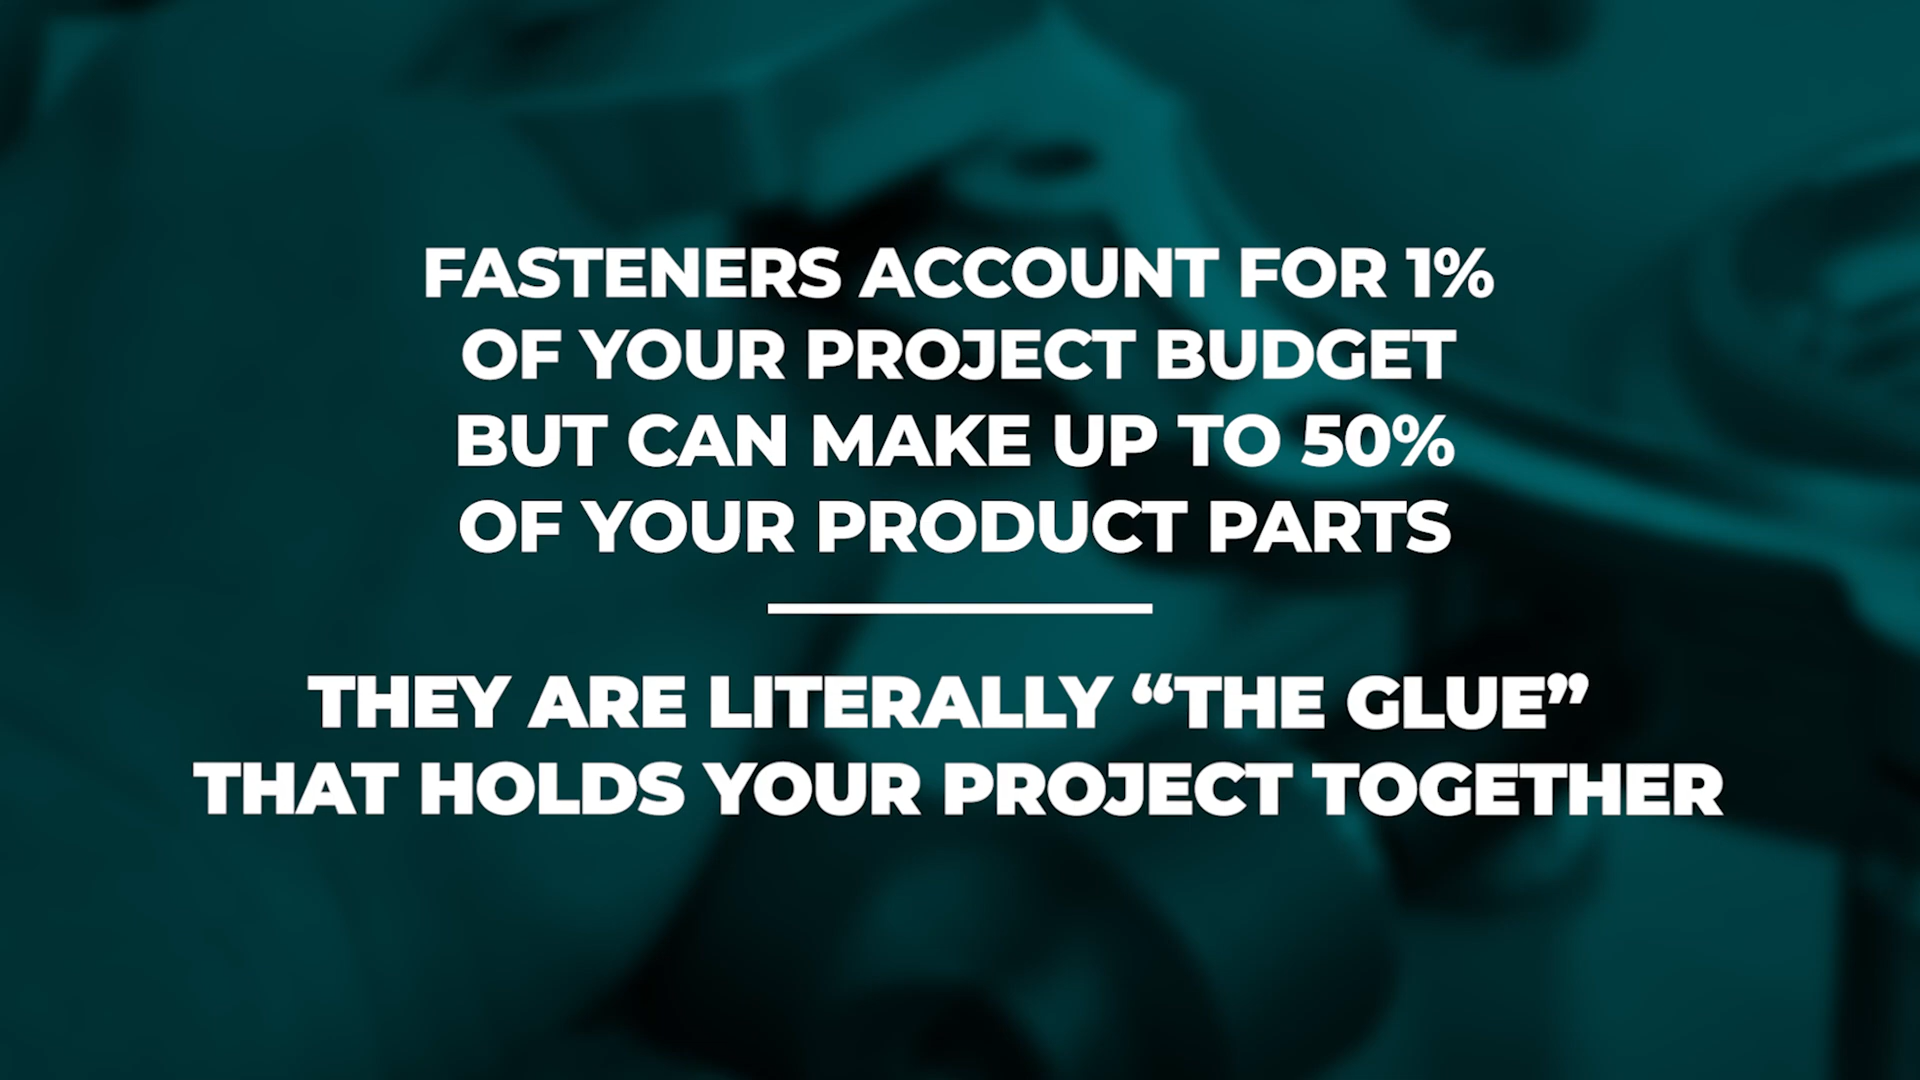 FASTENERS ACCOUNT FOR 1%
OF YOUR PROJECT BUDGET
BUT CAN MAKE UP TO 50%
OF YOUR PRODUCT PARTS
THEY ARE LITERALLY “THE GLUE”
THAT HOLDS YOUR PROJECT TOGETHER